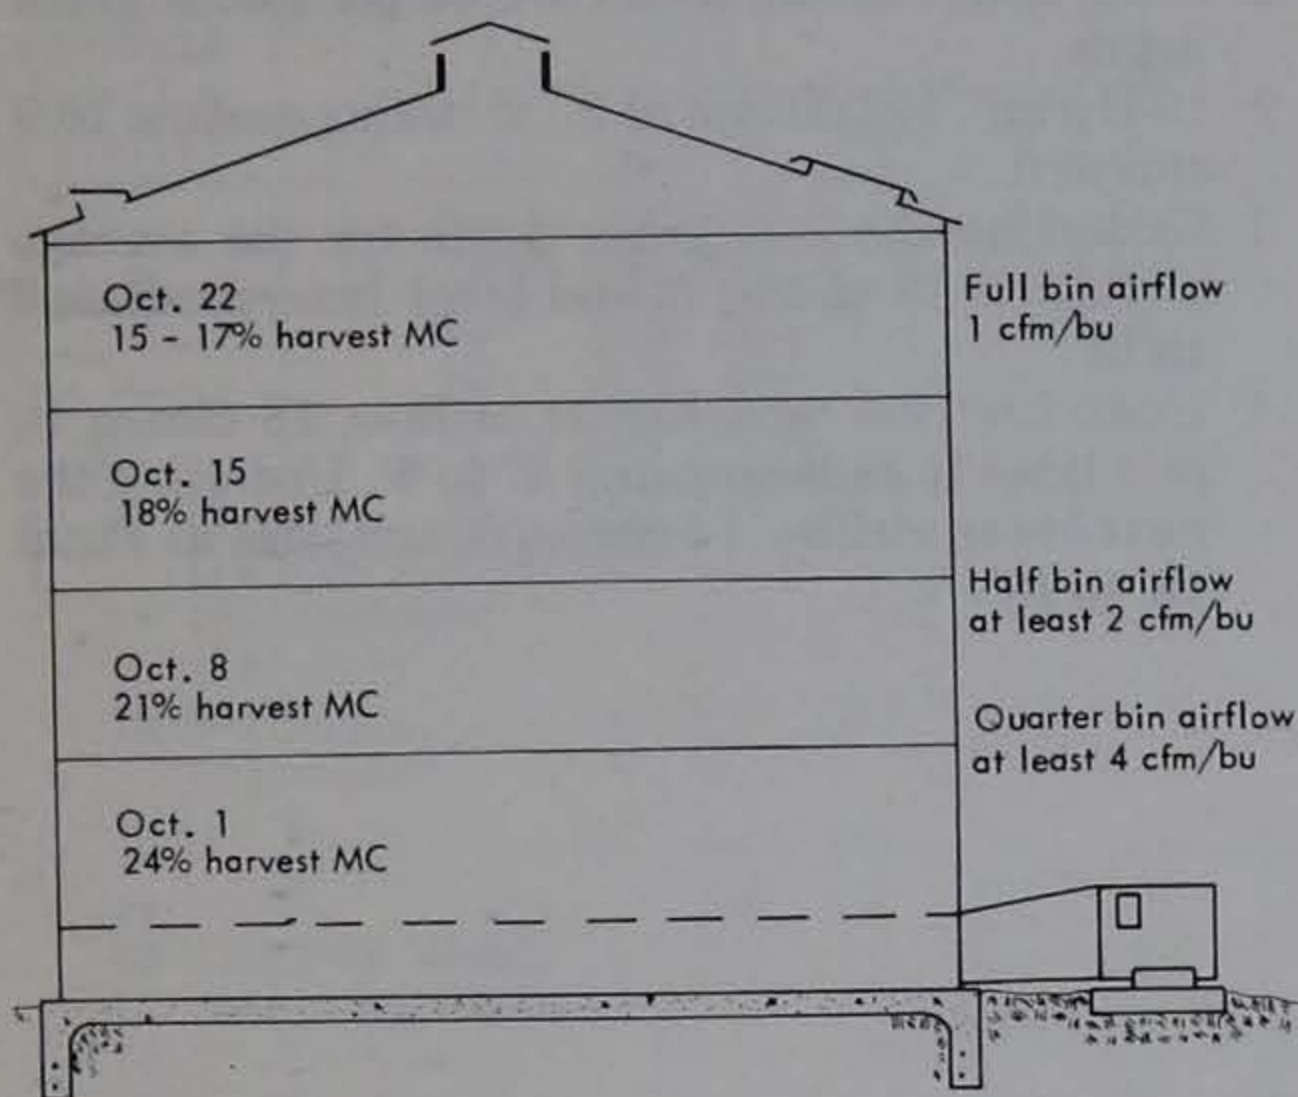 Oct. 22
15 - 17% harvest MC
Full bin airflow
1 cfm/bu
Oct. 15
18% harvest MC
Half bin airflow
at least 2 cfm/bu
Oct. 8
21% harvest MC
Quarter bin airflow
at least 4 cfm/bu
Oct. 1
24% harvest MC